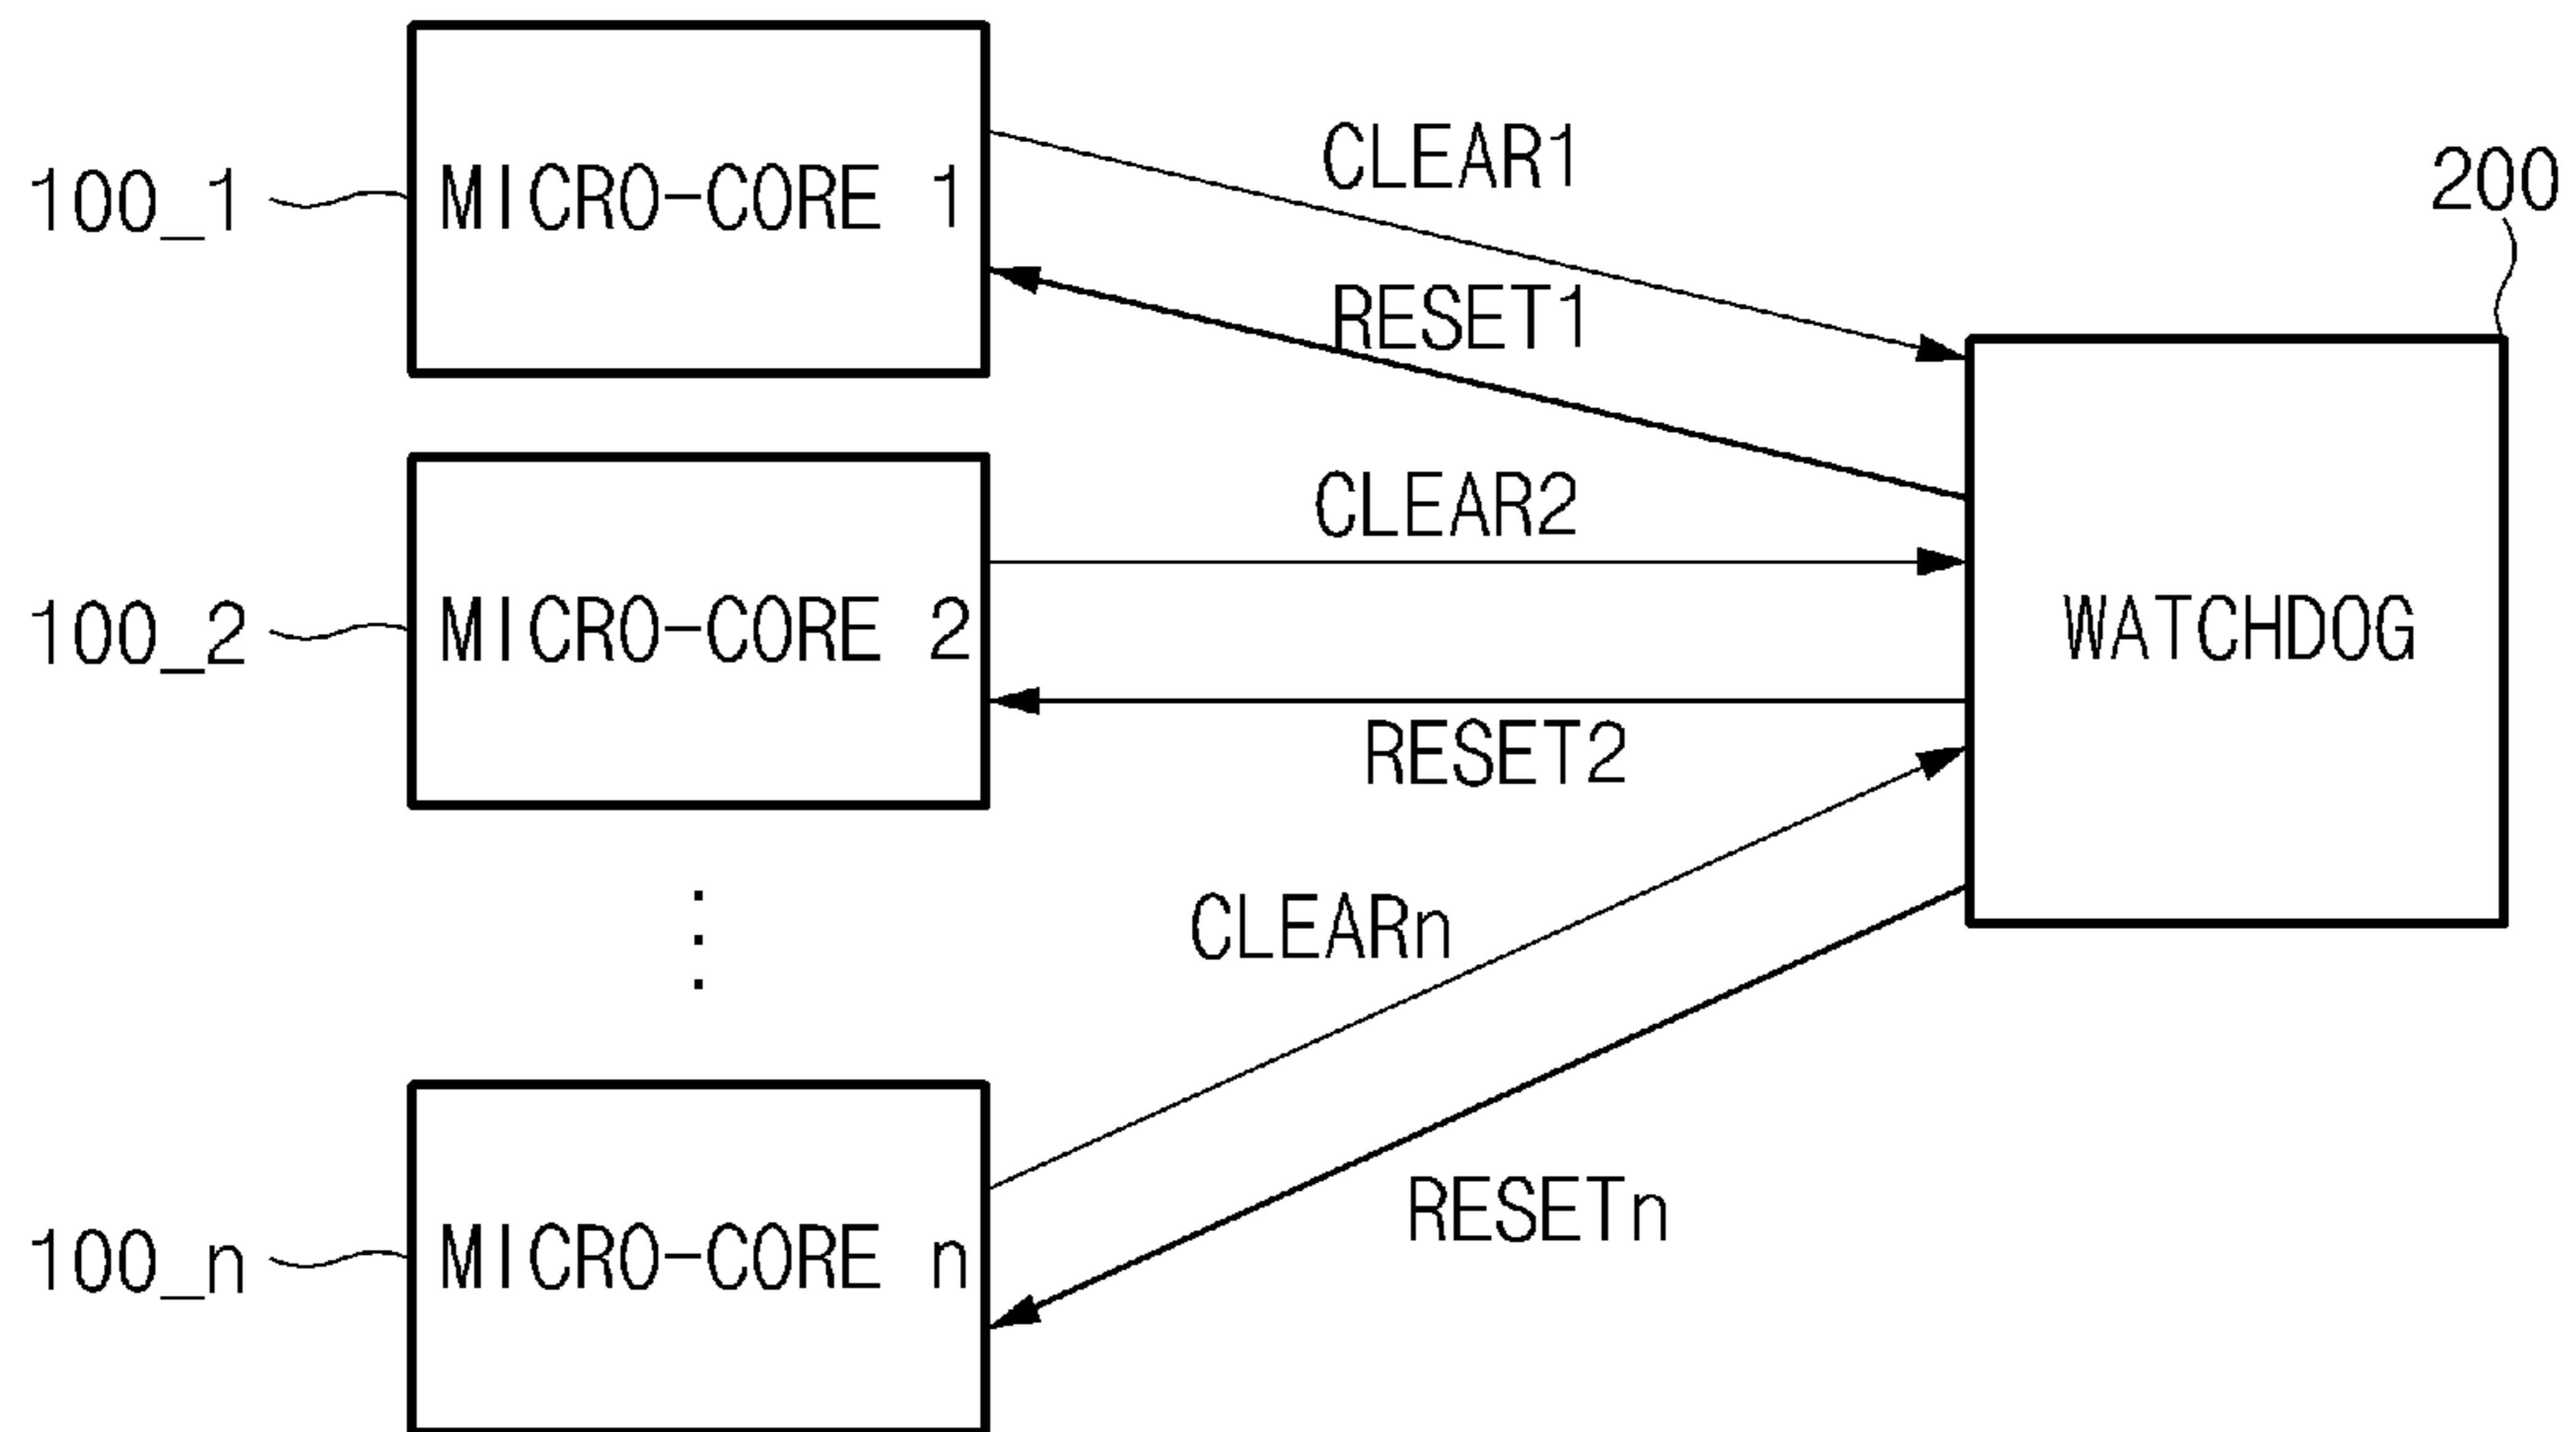 CLEAR1
200
100_1
MICRO-CORE 1
RESET1
CLEAR2
100_2
MICRO-CORE 2
WATCHDOG
RESET2
CLEARn
RESETn
100_n
MICRO-CORE n